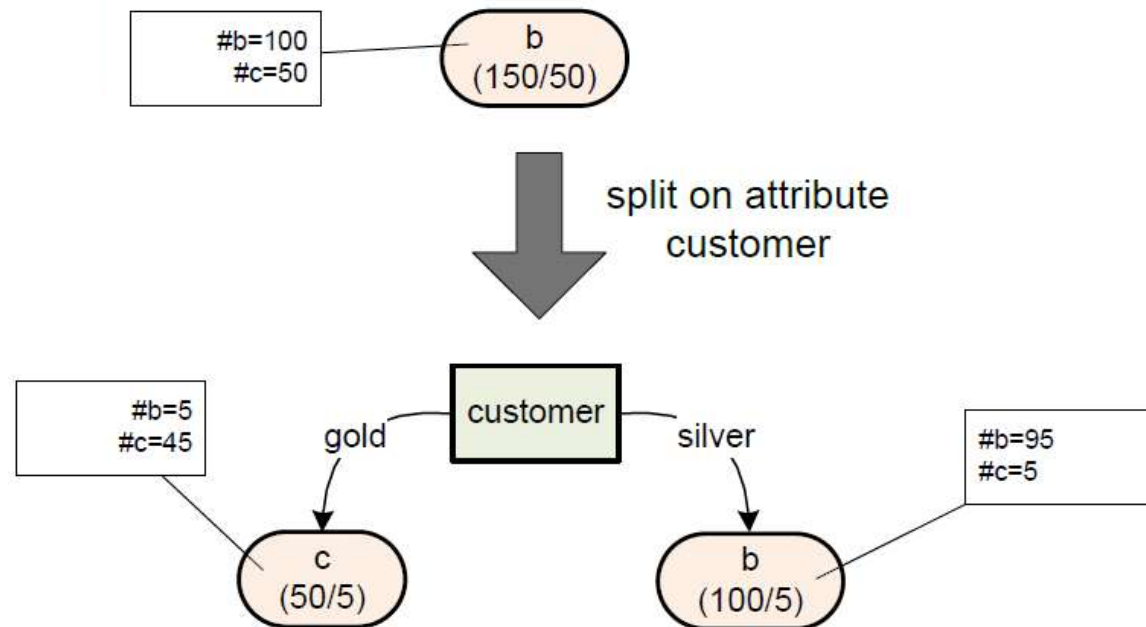 #b=100
#c=50
b
(150/50)
split on attribute
customer
#b=5
#c=45
gold
customer
silver
#b=95
#c=5
c
(50/5)
b
(100/5)